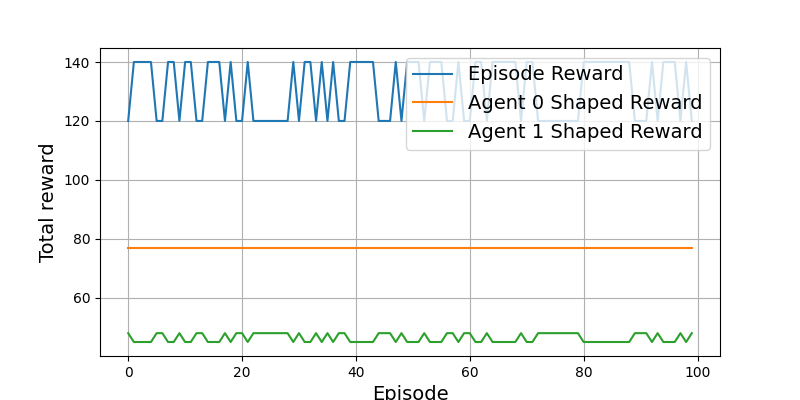 140
120
100
80
60
Total reward
Episode Reward
Agent 0 Shaped Reward
Agent 1 Shaped Reward
0 20 40 60 80 100
Episode